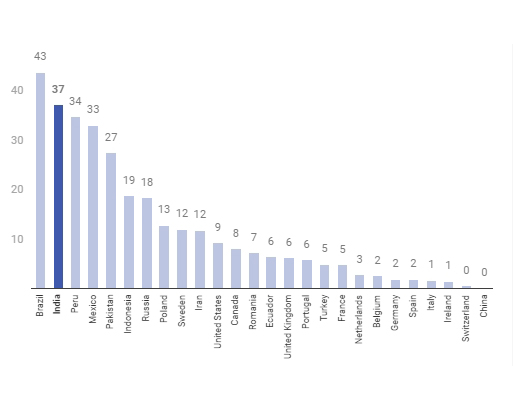 43
37
34
33
27
19
18
13
12
12
9
8
7
6
6
6
5
5
3
2
2
2
1
1
0
0
40
30
20
10
Brazil
India
Peru
Mexico
Pakistan
Indonesia
Russia
Poland
Sweden
Iran
United States
Canada
Romania
Ecuador
United Kingdom
Portugal
Turkey
France
Netherlands
Belgium
Germany
Spain
Italy
Ireland
Switzerland
China